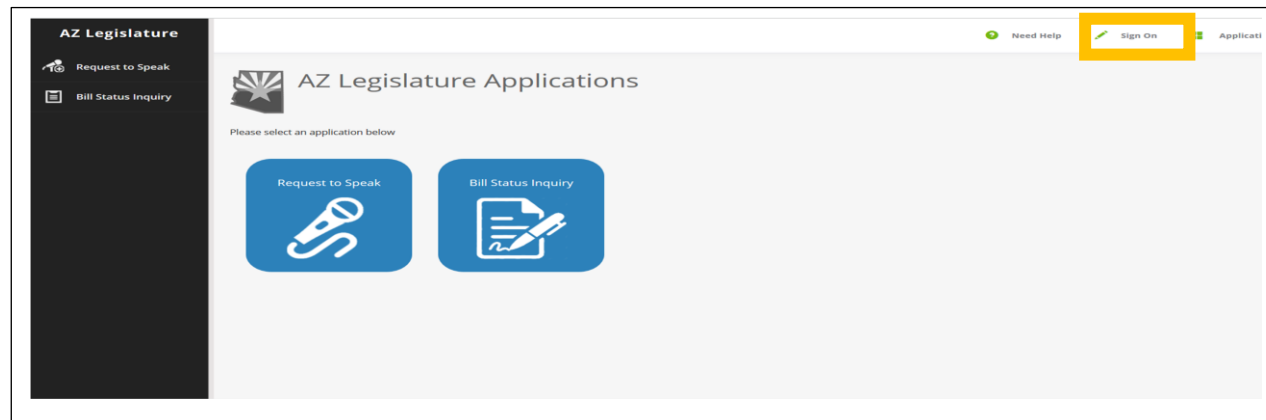 AZ Legislature
Need Help
Sign On
Applicati
Request to Speak
Bill Status Inquiry
AZ Legislature Applications
Please select an application below
Request to Speak
Bill Status Inquiry